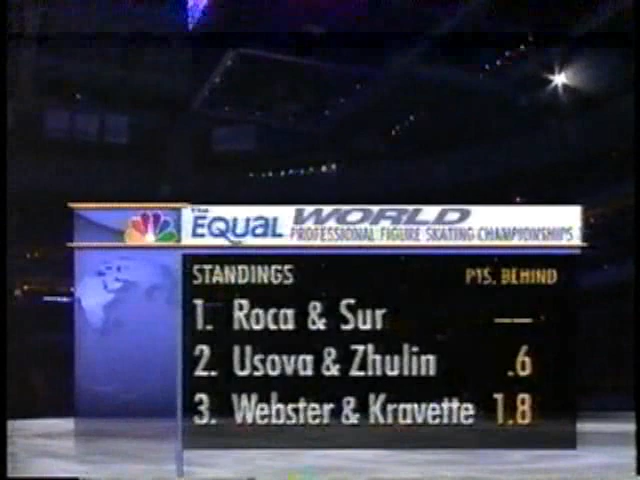 The
EQUAL WORLD
PROFESSIONAL FIGURE SKATING CHAMPIONSHIPS
STANDINGS PTS. BEHIND
1. Roca & Sur —
2. Usova & Zhulin .6
3. Webster & Kravette 1.8